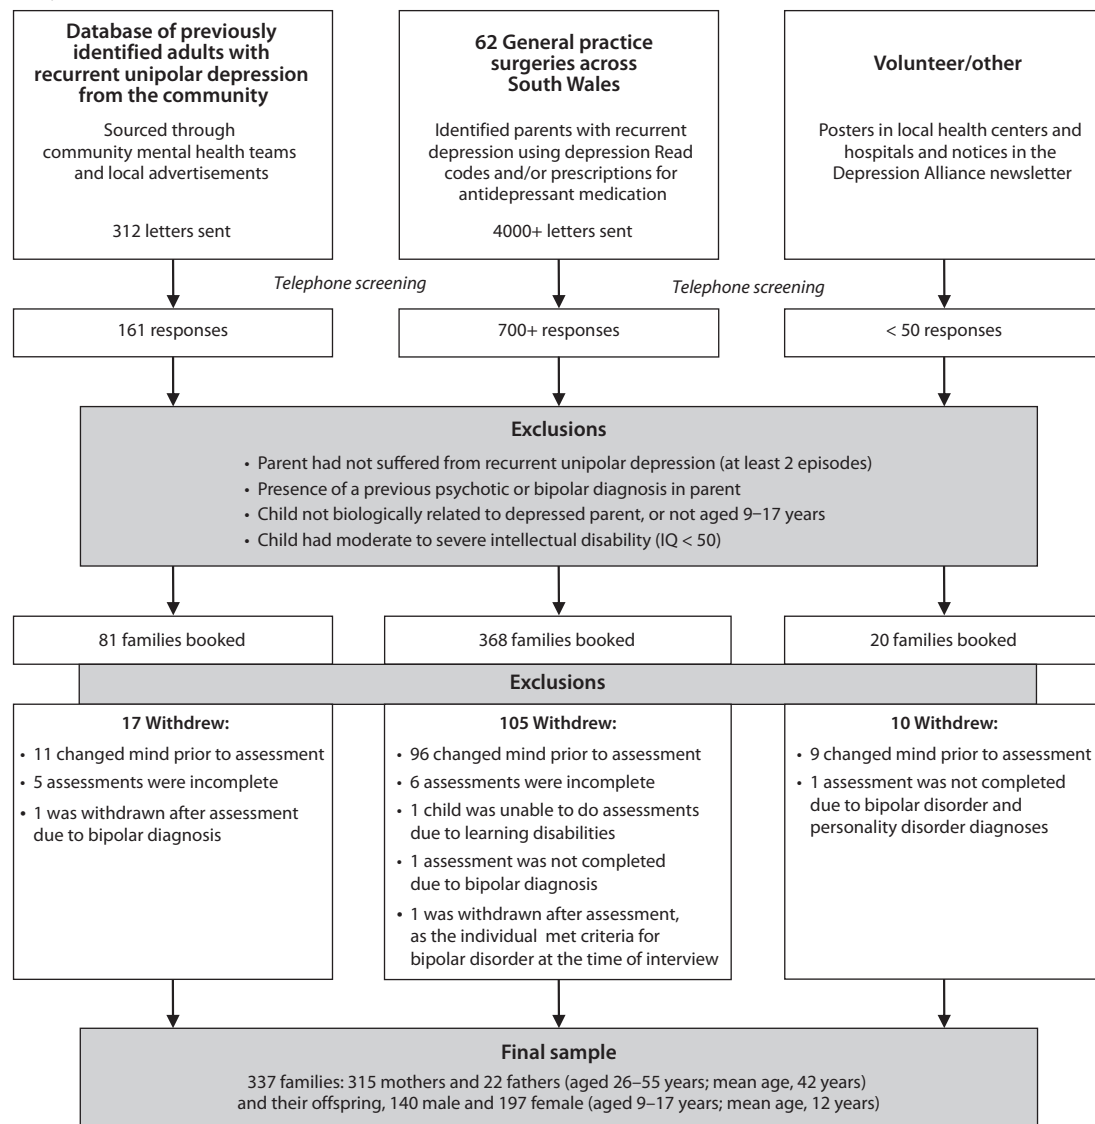 Database of previously
identified adults with
recurrent unipolar depression
from the community
Sourced through
community mental health teams
and local advertisements
312 letters sent
62 General practice
surgeries across
South Wales
Identified parents with recurrent
depression using depression Read
codes and/or prescriptions for
antidepressant medication
4000+ letters sent
Volunteer/other
Posters in local health centers and
hospitals and notices in the
Depression Alliance newsletter
Telephone screening
Telephone screening
161 responses
700+ responses
< 50 responses
Exclusions
• Parent had not suffered from recurrent unipolar depression (at least 2 episodes)
• Presence of a previous psychotic or bipolar diagnosis in parent
• Child not biologically related to depressed parent, or not aged 9–17 years
• Child had moderate to severe intellectual disability (IQ < 50)
81 families booked
368 families booked
20 families booked
Exclusions
17 Withdrew:
• 11 changed mind prior to assessment
• 5 assessments were incomplete
• 1 was withdrawn after assessment
due to bipolar diagnosis
105 Withdrew:
• 96 changed mind prior to assessment
• 6 assessments were incomplete
• 1 child was unable to do assessments
due to learning disabilities
• 1 assessment was not completed
due to bipolar diagnosis
• 1 was withdrawn after assessment,
as the individual met criteria for
bipolar disorder at the time of interview
10 Withdrew:
• 9 changed mind prior to assessment
• 1 assessment was not completed
due to bipolar disorder and
personality disorder diagnoses
Final sample
337 families: 315 mothers and 22 fathers (aged 26–55 years; mean age, 42 years)
and their offspring, 140 male and 197 female (aged 9–17 years; mean age, 12 years)